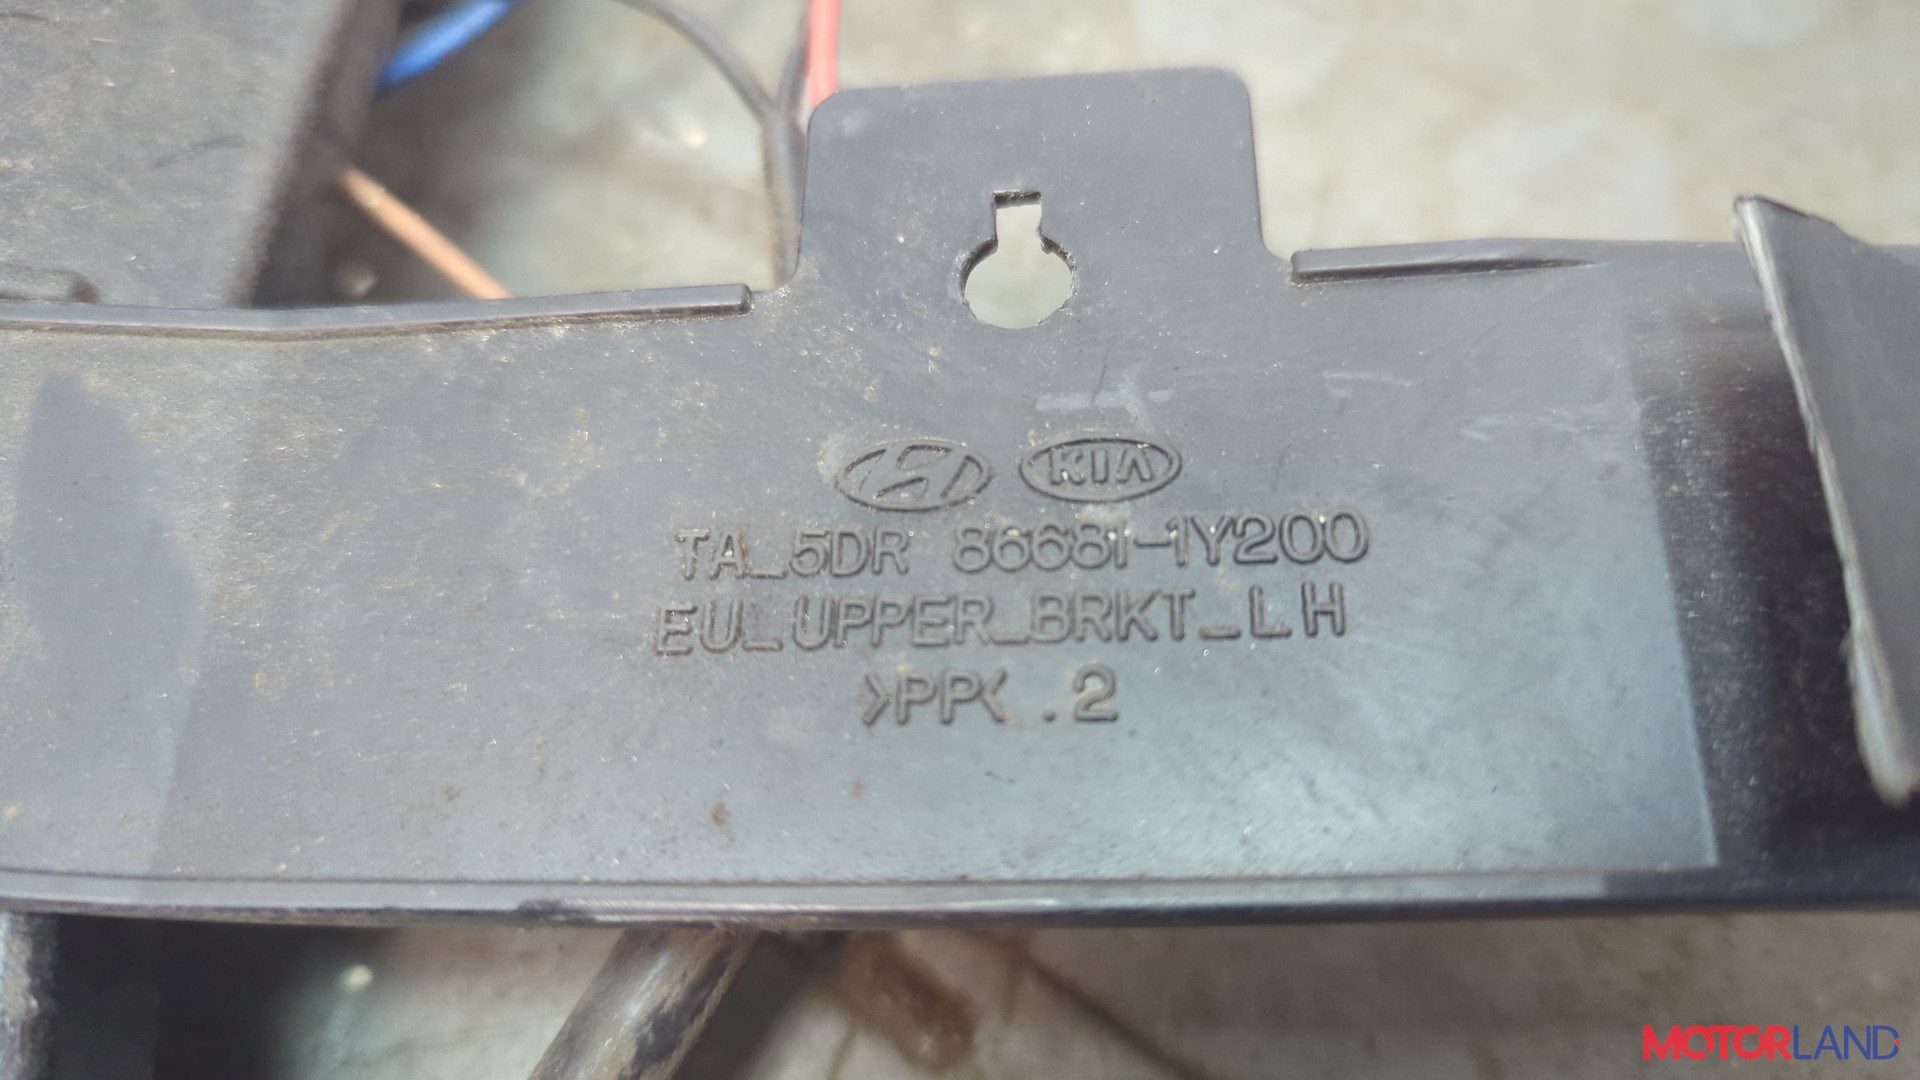 KIA
TA_5DR 86681-1Y200
EU_UPPER_BRKT_LH
>PP< .2
MOTORLAND